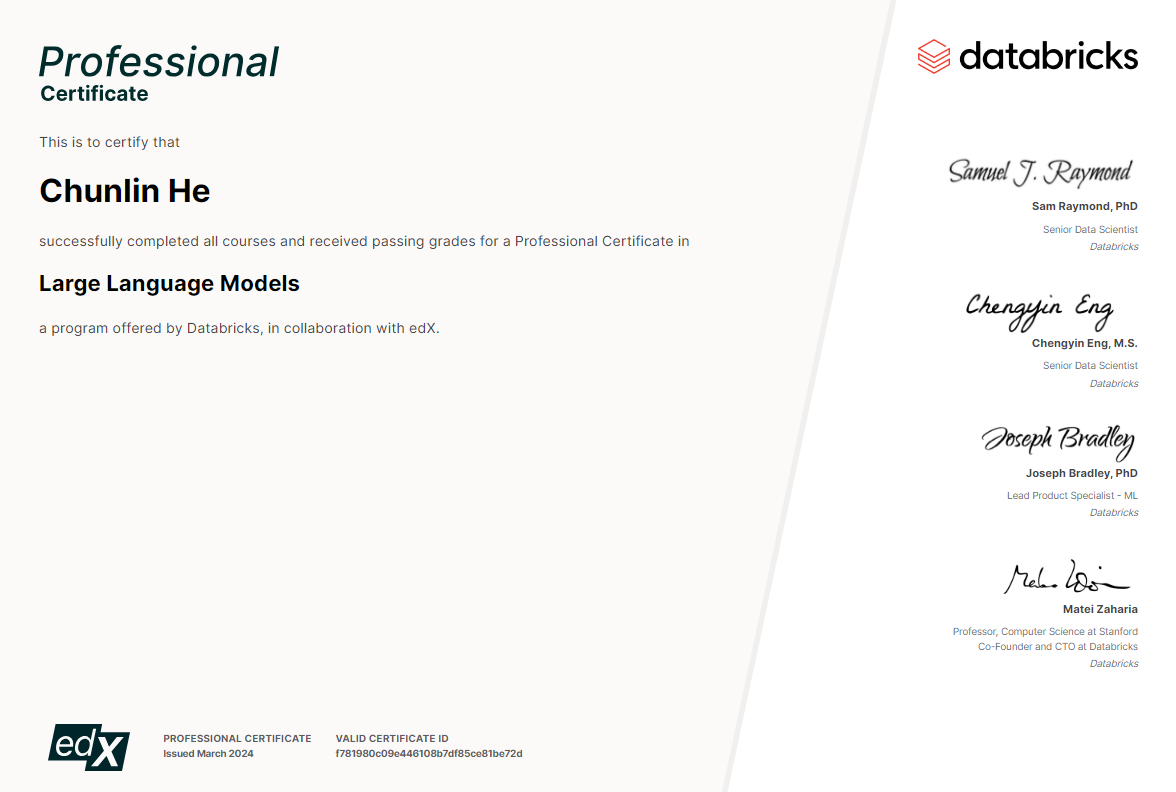 Professional
Certificate
This is to certify that
Chunlin He
successfully completed all courses and received passing grades for a Professional Certificate in
Large Language Models
a program offered by Databricks, in collaboration with edX.
edX
PROFESSIONAL CERTIFICATE
Issued March 2024
VALID CERTIFICATE ID
f781980c09e446108b7df85ce81be72d
databricks
Samuel J. Raymond
Sam Raymond, PhD
Senior Data Scientist
Databricks
Chengyin Eng
Chengyin Eng, M.S.
Senior Data Scientist
Databricks
Joseph Bradley
Joseph Bradley, PhD
Lead Product Specialist - ML
Databricks
Matei Zaharia
Professor, Computer Science at Stanford
Co-Founder and CTO at Databricks
Databricks